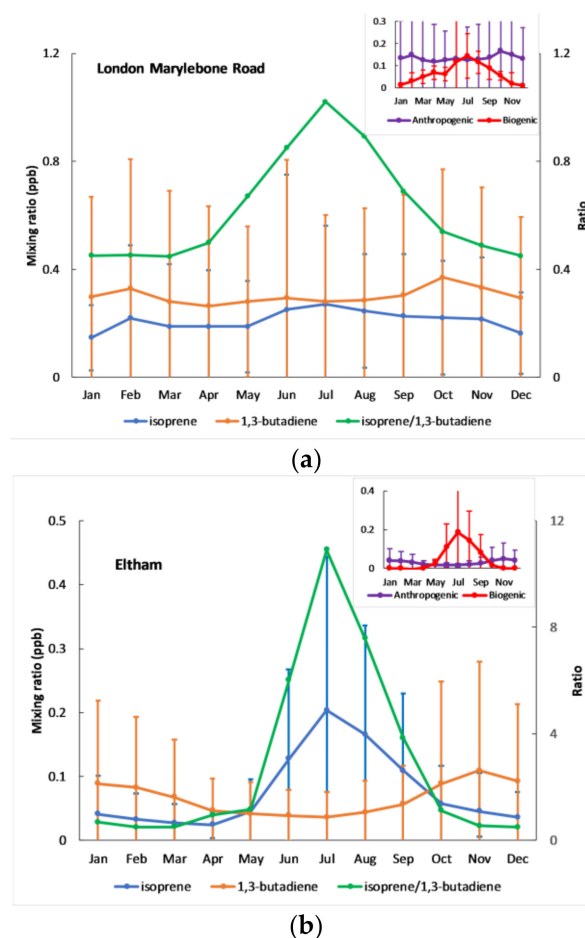 London Marylebone Road
Mixing ratio (ppb)
1.2
0.8
0.4
0
Jan Feb Mar Apr May Jun Jul Aug Sep Oct Nov Dec
1.2
0.8
0.4
0
Ratio
0.3
0.2
0.1
0
Jan Mar May Jul Sep Nov
Anthropogenic Biogenic
isoprene 1,3-butadiene isoprene/1,3-butadiene
(a)
Eltham
Mixing ratio (ppb)
0.5
0.4
0.3
0.2
0.1
0
Jan Feb Mar Apr May Jun Jul Aug Sep Oct Nov Dec
12
8
4
0
Ratio
0.4
0.2
0
Jan Mar May Jul Sep Nov
Anthropogenic Biogenic
isoprene 1,3-butadiene isoprene/1,3-butadiene
(b)